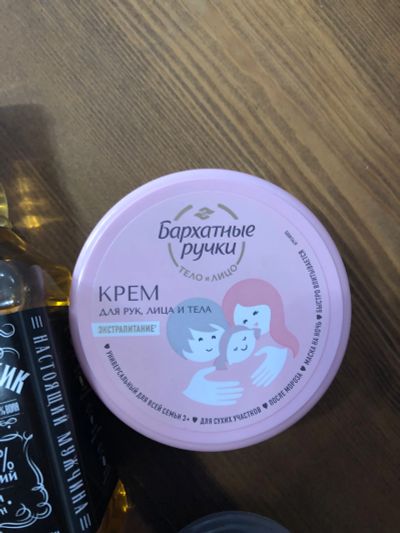 Бархатные
ручки
ТЕЛО И ЛИЦО
КРЕМ
ДЛЯ РУК, ЛИЦА И ТЕЛА
ЭКСТРАПИТАНИЕ
♥ УНИВЕРСАЛЬНЫЙ ДЛЯ ВСЕЙ СЕМЬИ 3+ ♥ ДЛЯ СУХИХ УЧАСТКОВ ♥ ПОСЛЕ МОРОЗА ♥ МАСКА НА НОЧЬ ♥ БЫСТРО ВПИТЫВАЕТСЯ
НАСТОЯЩИЙ МУЖЧИНА
ИК